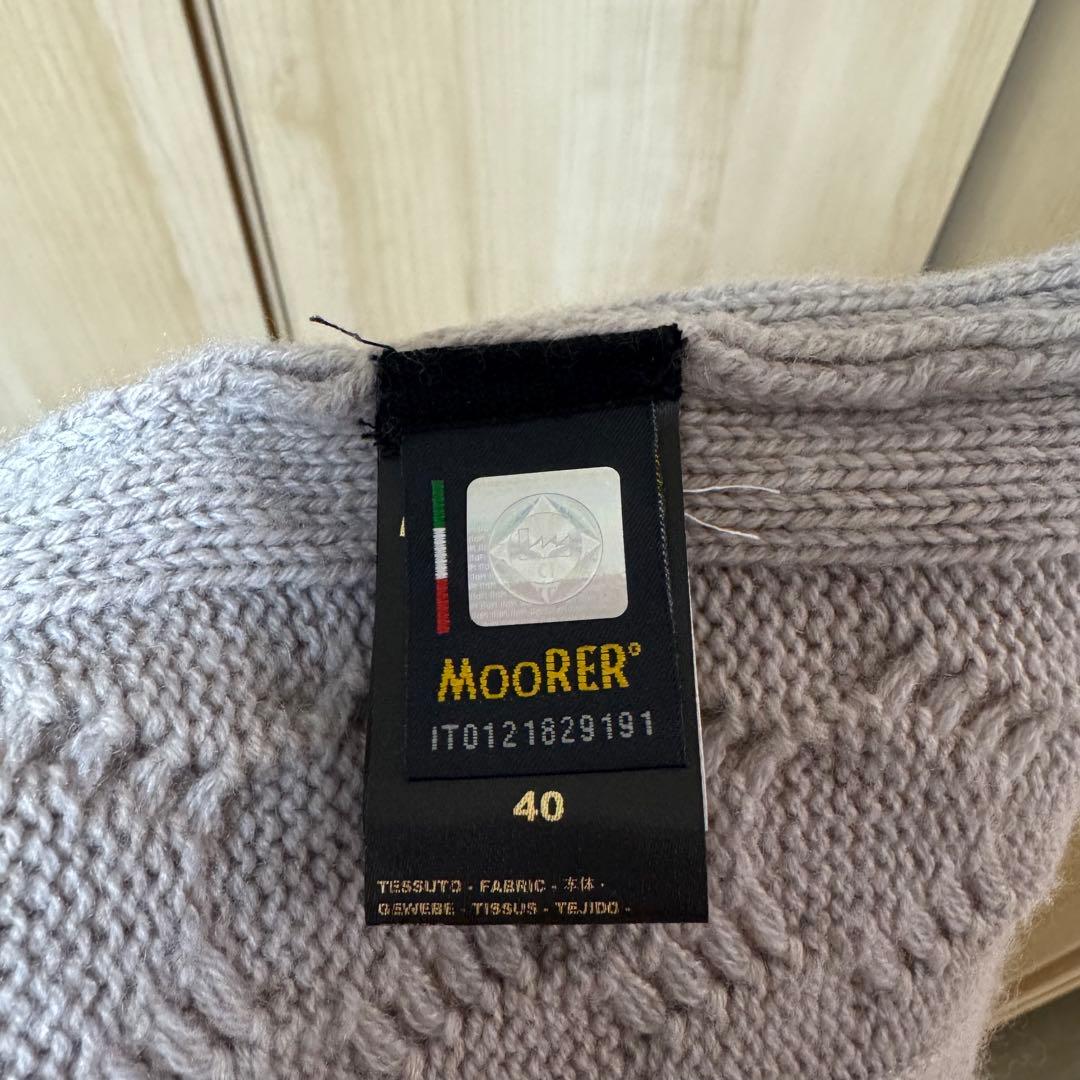 MOORER®
IT0121829191
40
TESSUTO - FABRIC - 本体 -
GEWEBE - TISSUS - TEJIDO -